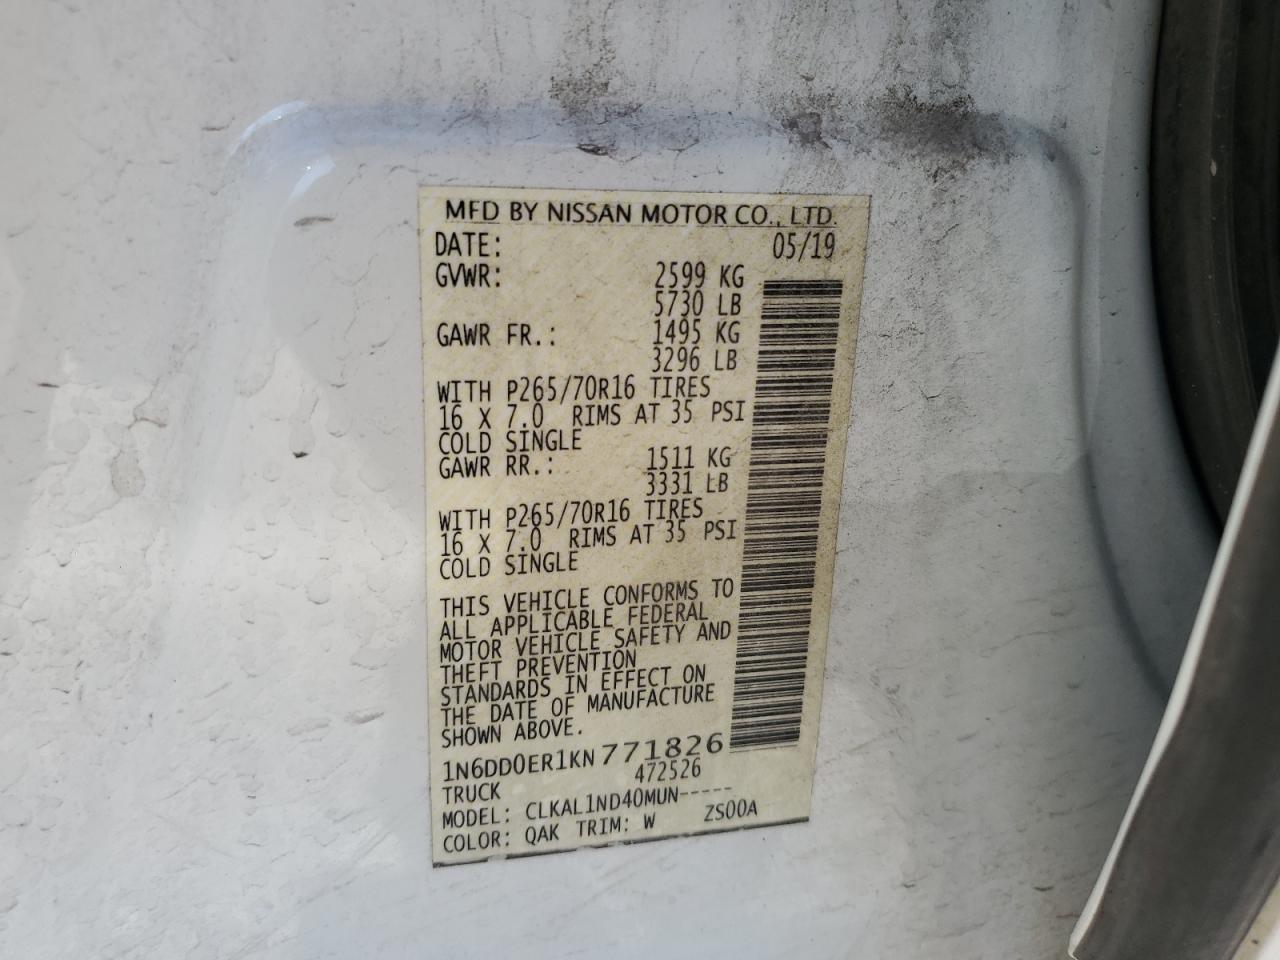 MFD BY NISSAN MOTOR CO., LTD.
DATE: 05/19
GVWR: 2599 KG
5730 LB
GAWR FR.: 1495 KG
3296 LB
WITH P265/70R16 TIRES
16 X 7.0 RIMS AT 35 PSI
COLD SINGLE
GAWR RR.: 1511 KG
3331 LB
WITH P265/70R16 TIRES
16 X 7.0 RIMS AT 35 PSI
COLD SINGLE
THIS VEHICLE CONFORMS TO
ALL APPLICABLE FEDERAL
MOTOR VEHICLE SAFETY AND
THEFT PREVENTION
STANDARDS IN EFFECT ON
THE DATE OF MANUFACTURE
SHOWN ABOVE.
1N6DD0ER1KN771826
TRUCK 472526
MODEL: CLKAL1ND40MUN-----
COLOR: QAK TRIM: W ZS00A